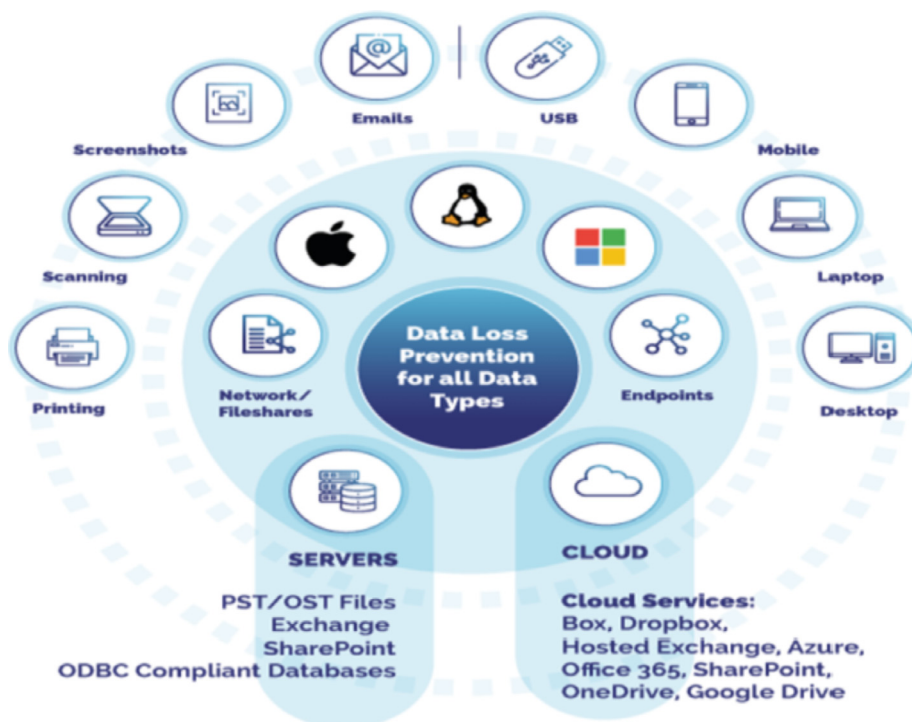 Emails
USB
Screenshots
Mobile
Scanning
Laptop
Printing
Network/
Fileshares
Data Loss
Prevention
for all Data
Types
Endpoints
Desktop
SERVERS
PST/OST Files
Exchange
SharePoint
ODBC Compliant Databases
CLOUD
Cloud Services:
Box, Dropbox,
Hosted Exchange, Azure,
Office 365, SharePoint,
OneDrive, Google Drive